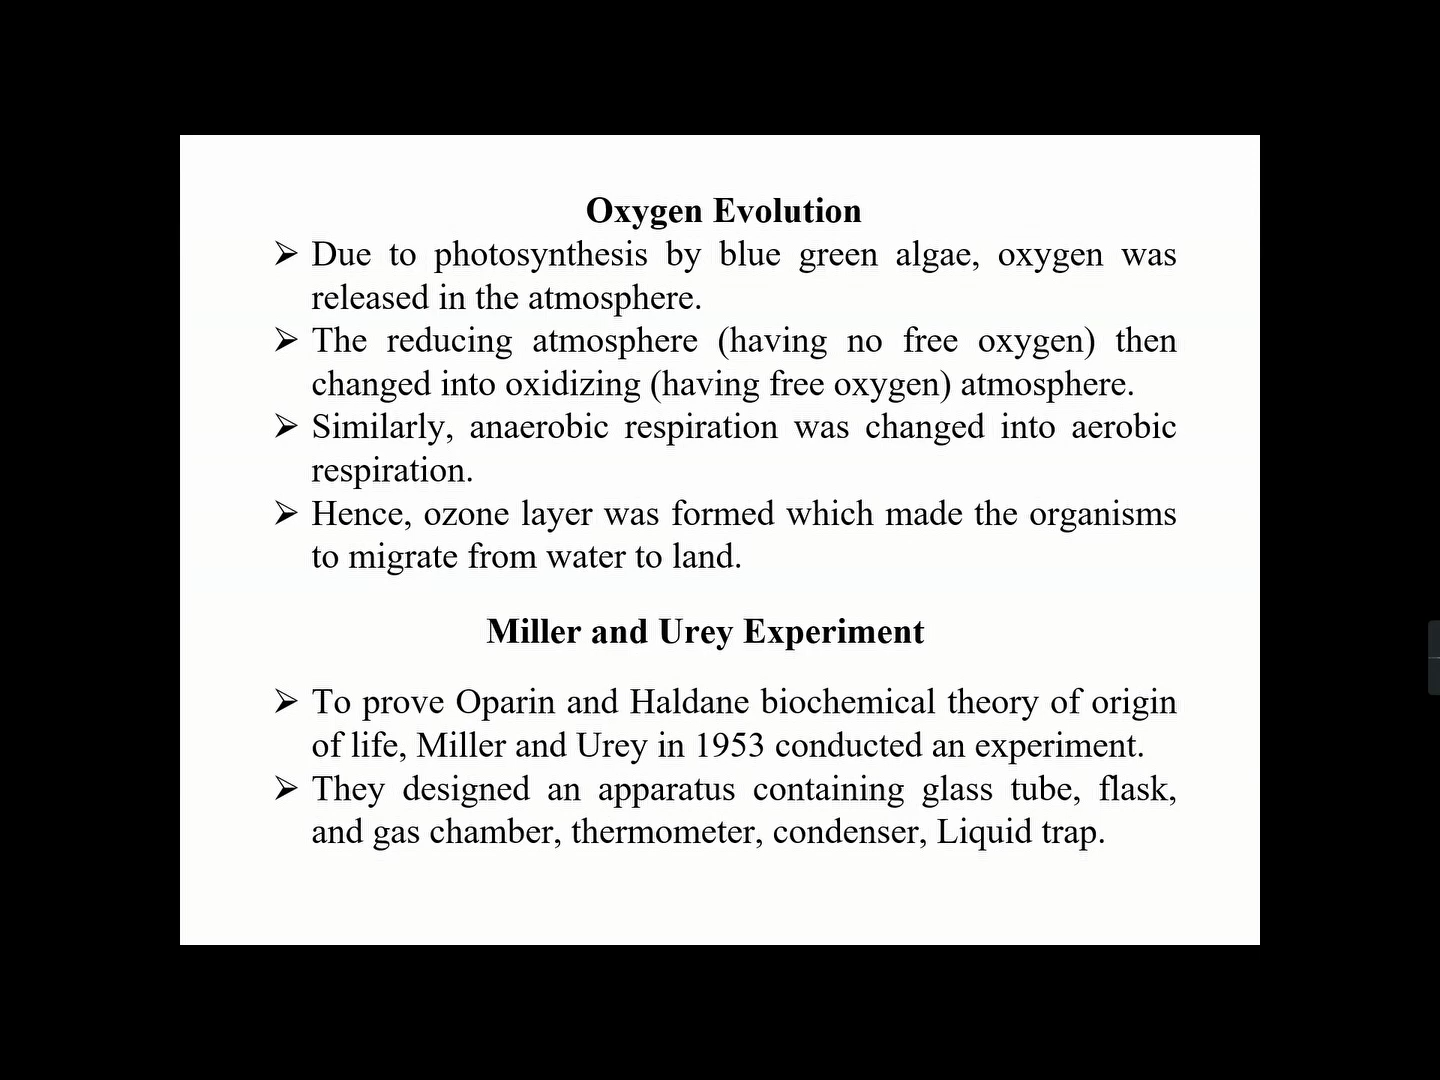 Oxygen Evolution
➢ Due to photosynthesis by blue green algae, oxygen was
released in the atmosphere.
➢ The reducing atmosphere (having no free oxygen) then
changed into oxidizing (having free oxygen) atmosphere.
➢ Similarly, anaerobic respiration was changed into aerobic
respiration.
➢ Hence, ozone layer was formed which made the organisms
to migrate from water to land.
Miller and Urey Experiment
➢ To prove Oparin and Haldane biochemical theory of origin
of life, Miller and Urey in 1953 conducted an experiment.
➢ They designed an apparatus containing glass tube, flask,
and gas chamber, thermometer, condenser, Liquid trap.